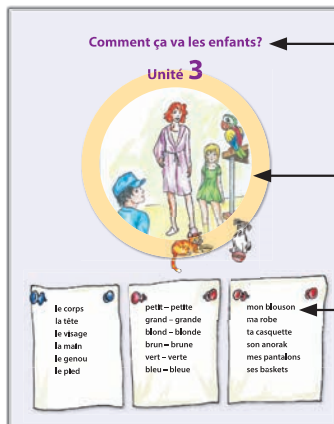 Comment ça va les enfants?
Unité 3
le corps
la tête
le visage
la main
le genou
le pied
petit – petite
grand – grande
blond – blonde
brun – brune
vert – verte
bleu – bleue
mon blouson
ma robe
ta casquette
son anorak
mes pantalons
ses baskets